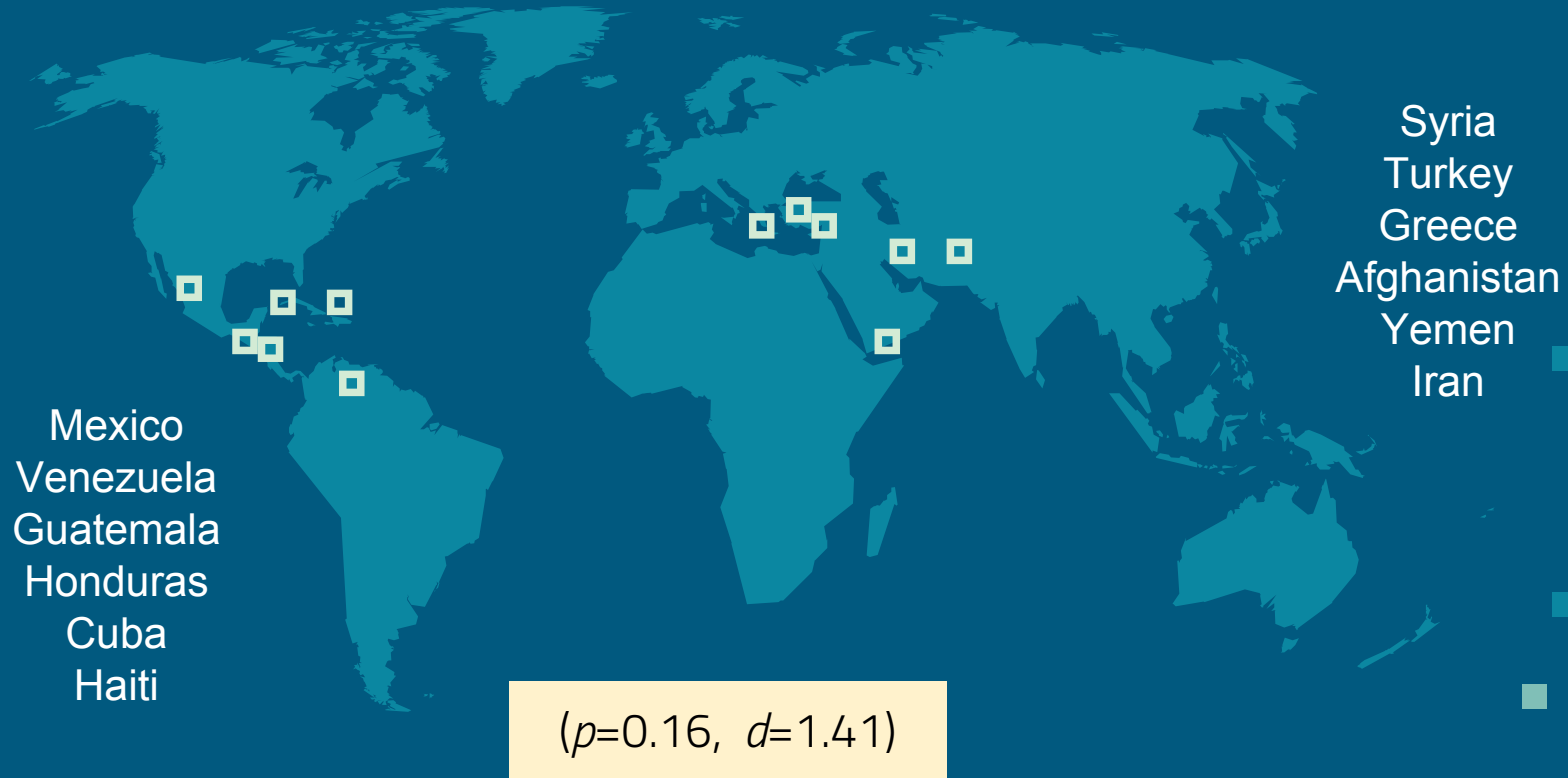 Syria
Turkey
Greece
Afghanistan
Yemen
Iran
Mexico
Venezuela
Guatemala
Honduras
Cuba
Haiti
(p=0.16, d=1.41)